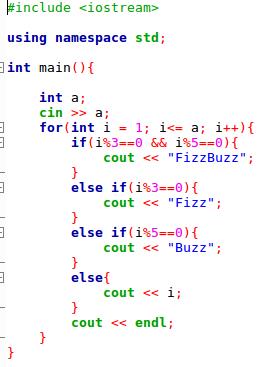 #include <iostream>

using namespace std;

int main(){

    int a;
    cin >> a;
    for(int i = 1; i<= a; i++){
        if(i%3==0 && i%5==0){
            cout << "FizzBuzz";
        }
        else if(i%3==0){
            cout << "Fizz";
        }
        else if(i%5==0){
            cout << "Buzz";
        }
        else{
            cout << i;
        }
        cout << endl;
    }
}